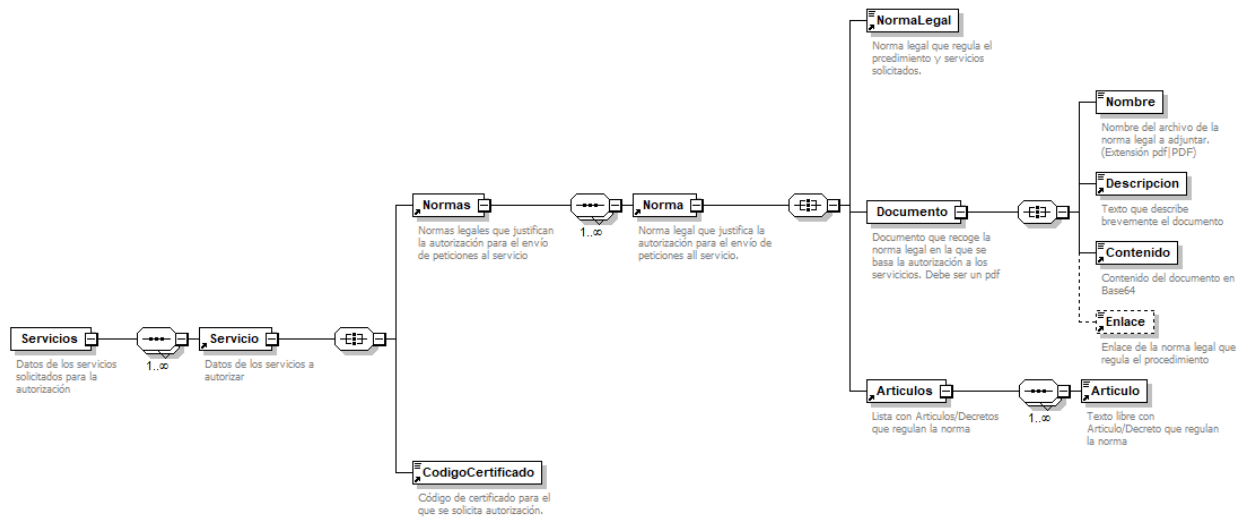 NormaLegal
Norma legal que regula el
prcedimiento y servicios
solicitados.
Nombre
Nombre del archivo de la
norma legal a adjuntar.
(Extensión pdf|PDF)
Normas
Normas legales que justifican
la autorización para el envío
de peticiones al servicio
1..∞
Norma
Norma legal que justifica la
autorización para el envío de
peticiones all servicio.
Documento
Documento que recoge la
norma legal en la que se
basa la autorización a los
servicicios. Debe ser un pdf
Descripcion
Texto que describe
brevemente el documento
Contenido
Contenido del documento en
Base64
Enlace
Enlace de la norma legal que
regula el procedimiento
Servicios
Datos de los servicios
solicitados para la
autorización
1..∞
Servicio
Datos de los servicios a
autorizar
Articulos
Lista con Articulos/Decretos
que regulan la norma
1..∞
Articulo
Texto libre con
Articulo/Decreto que regulan
la norma
CodigoCertificado
Código de certificado para el
que se solicita autorización.